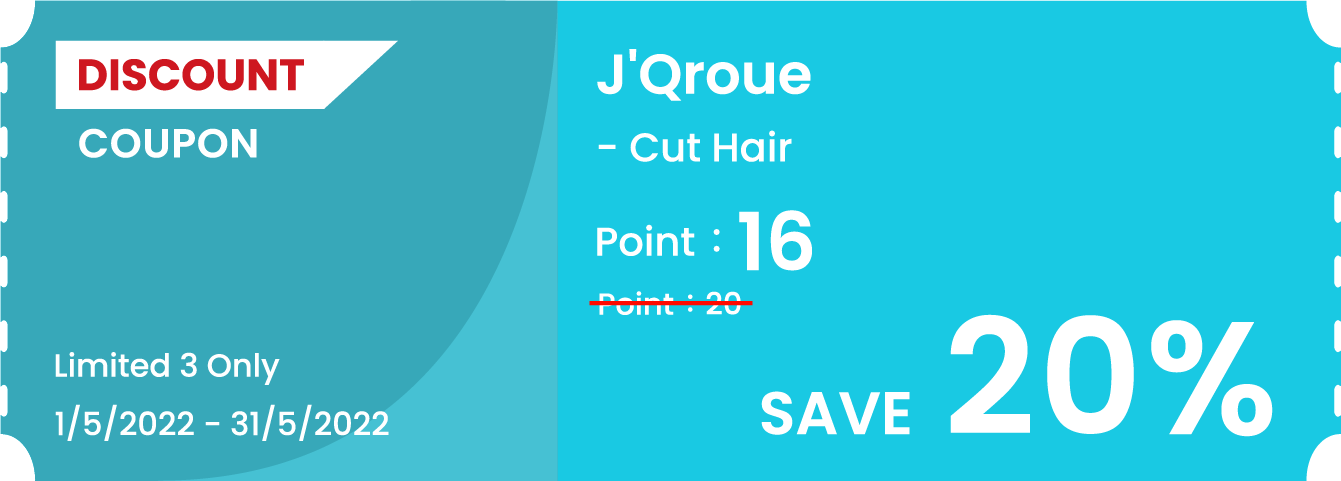 DISCOUNT
COUPON
Limited 3 Only
1/5/2022 - 31/5/2022
J'Qroue
- Cut Hair
Point : 16
Point : 20
SAVE 20%